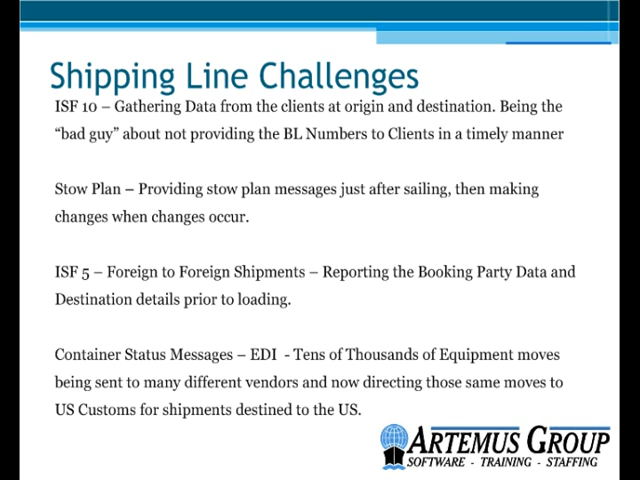 Shipping Line Challenges
ISF 10 – Gathering Data from the clients at origin and destination. Being the
“bad guy” about not providing the BL Numbers to Clients in a timely manner
Stow Plan – Providing stow plan messages just after sailing, then making
changes when changes occur.
ISF 5 – Foreign to Foreign Shipments – Reporting the Booking Party Data and
Destination details prior to loading.
Container Status Messages – EDI  - Tens of Thousands of Equipment moves
being sent to many different vendors and now directing those same moves to
US Customs for shipments destined to the US.
ARTEMUS GROUP
SOFTWARE - TRAINING - STAFFING